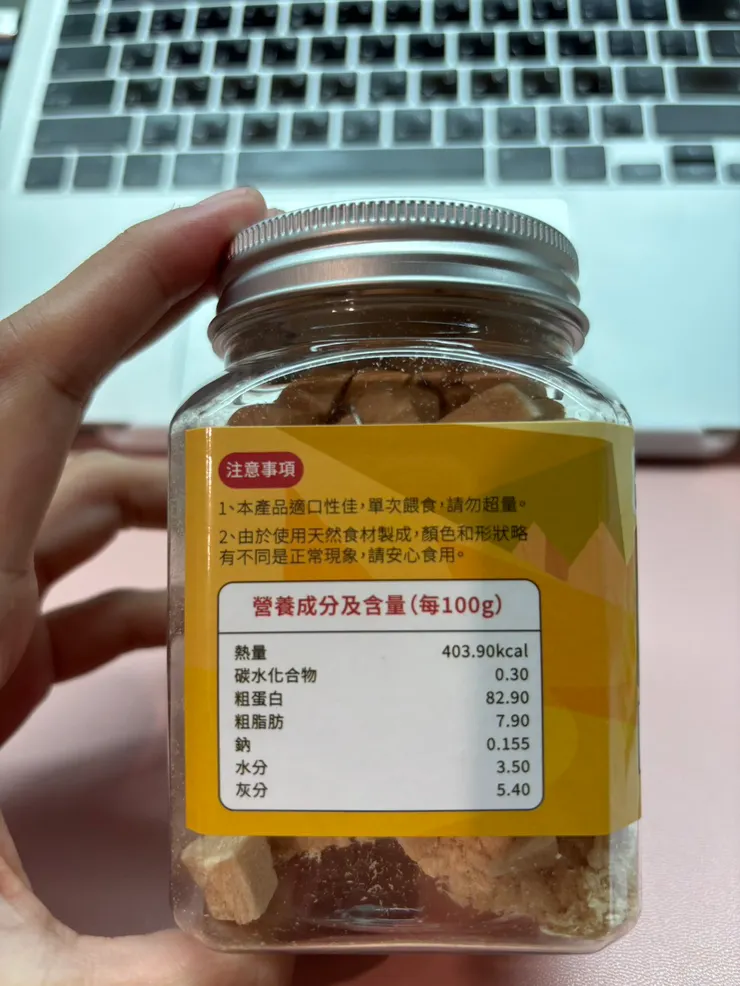 注意事項
1、本產品適口性佳，單次餵食，請勿超量。
2、由於使用天然食材製成，顏色和形狀略
有不同是正常現象，請安心食用。
營養成分及含量（每100g）
熱量 403.90kcal
碳水化合物 0.30
粗蛋白 82.90
粗脂肪 7.90
鈉 0.155
水分 3.50
灰分 5.40